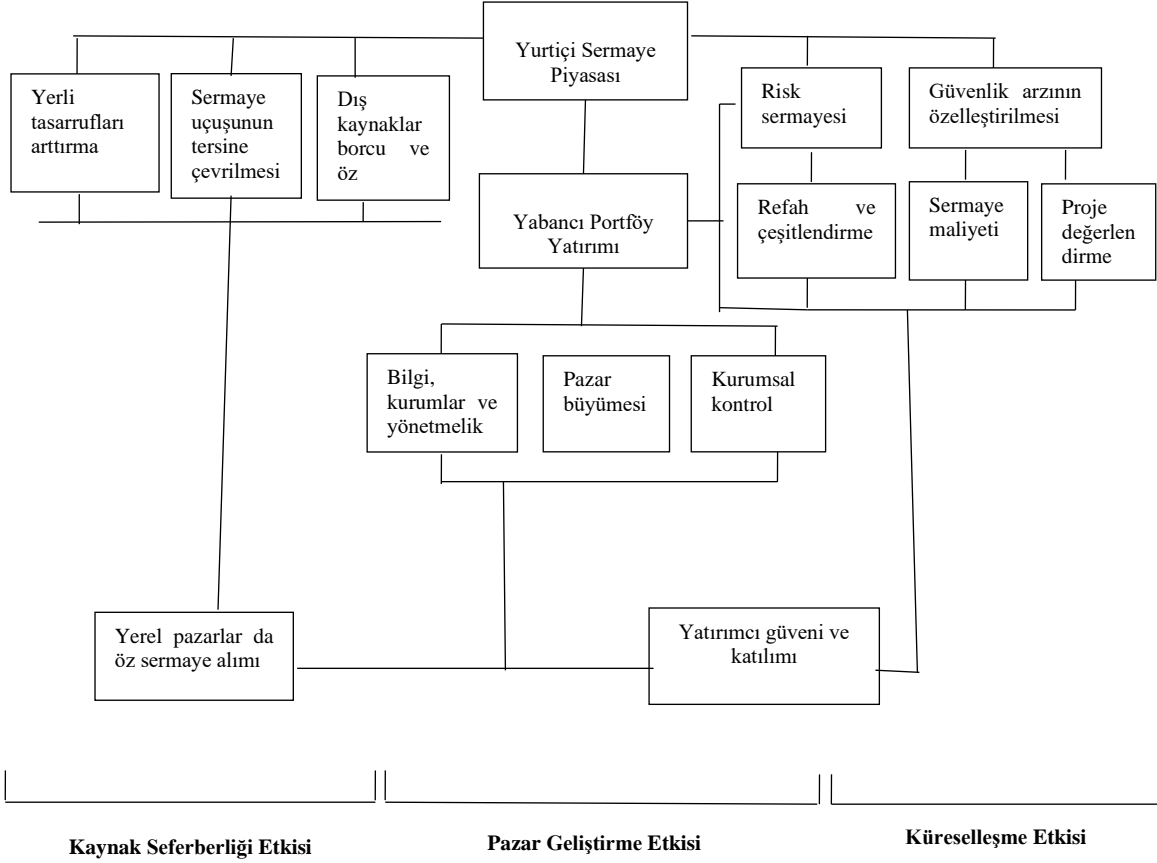 Yurtiçi Sermaye
Piyasası
Yerli
tasarrufları
arttırma
Sermaye
uçuşunun
tersine
çevrilmesi
Dış
kaynaklar
borcu ve
öz
Risk
sermayesi
Güvenlik arzının
özelleştirilmesi
Yabancı Portföy
Yatırımı
Refah ve
çeşitlendirme
Sermaye
maliyeti
Proje
değerlen
dirme
Bilgi,
kurumlar ve
yönetmelik
Pazar
büyümesi
Kurumsal
kontrol
Yerel pazarlar da
öz sermaye alımı
Yatırımcı güveni ve
katılımı
Kaynak Seferberliği Etkisi
Pazar Geliştirme Etkisi
Küreselleşme Etkisi